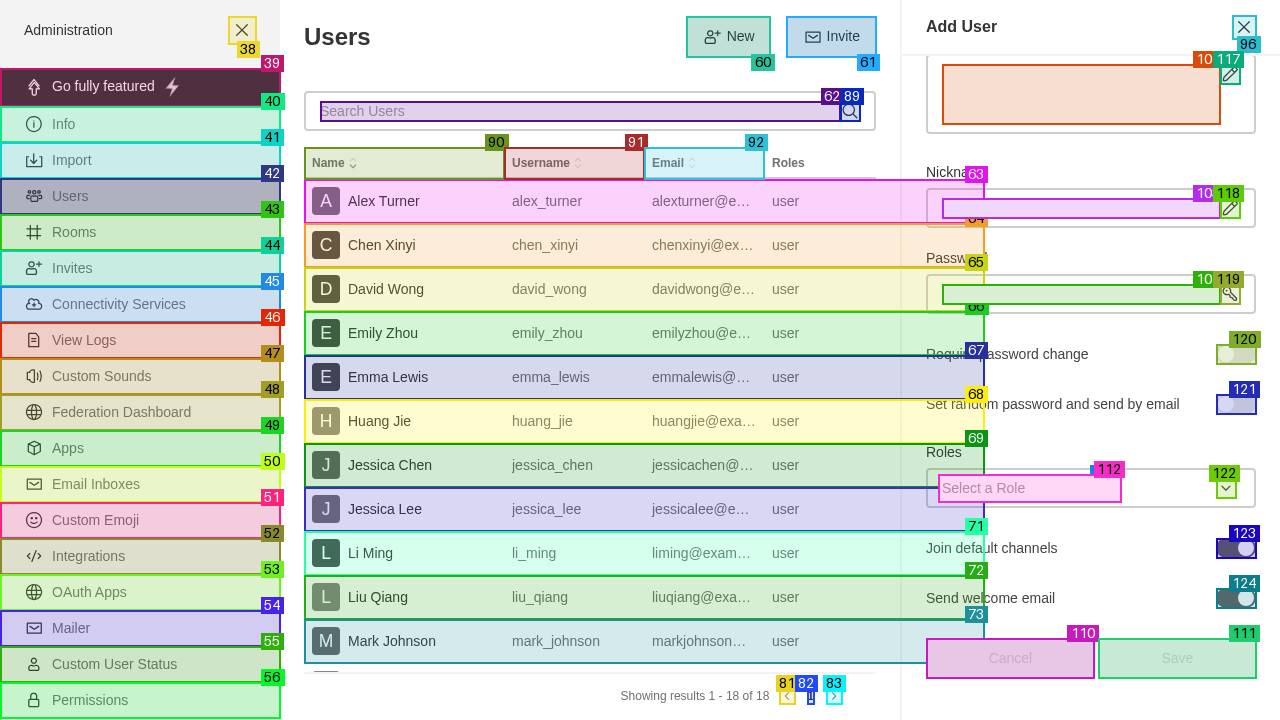 Administration
38
39
Go fully featured
40
Info
41
Import
42
Users
43
Rooms
44
Invites
45
Connectivity Services
46
View Logs
47
Custom Sounds
48
Federation Dashboard
49
Apps
50
Email Inboxes
51
Custom Emoji
52
Integrations
53
OAuth Apps
54
Mailer
55
Custom User Status
56
Permissions
Users
New
60
Invite
61
Search Users
62
89
90
91
92
Name
Username
Email
Roles
63
A Alex Turner alex_turner alexturner@e… user
64
C Chen Xinyi chen_xinyi chenxinyi@ex… user
65
D David Wong david_wong davidwong@e… user
66
E Emily Zhou emily_zhou emilyzhou@e… user
67
E Emma Lewis emma_lewis emmalewis@… user
68
H Huang Jie huang_jie huangjie@exa… user
69
J Jessica Chen jessica_chen jessicachen@… user
J Jessica Lee jessica_lee jessicalee@e… user
71
L Li Ming li_ming liming@exam… user
72
L Liu Qiang liu_qiang liuqiang@exa… user
73
M Mark Johnson mark_johnson markjohnson… user
Showing results 1 - 18 of 18
81
82
83
Add User
96
117
118
119
Require password change
120
Set random password and send by email
121
Roles
112
Select a Role
122
Join default channels
123
Send welcome email
124
110
Cancel
111
Save